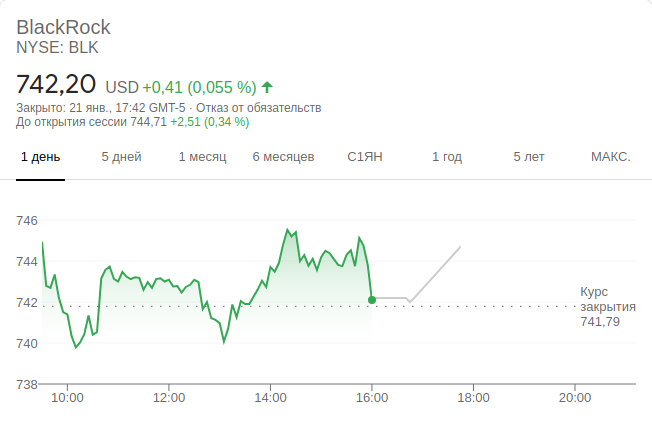 BlackRock
NYSE: BLK
742,20 USD +0,41 (0,055 %)
Закрыто: 21 янв., 17:42 GMT-5 · Отказ от обязательств
До открытия сессии 744,71 +2,51 (0,34 %)
1 день 5 дней 1 месяц 6 месяцев С1ЯН 1 год 5 лет МАКС.
746
744
742
740
738
Курс
закрытия
741,79
10:00 12:00 14:00 16:00 18:00 20:00